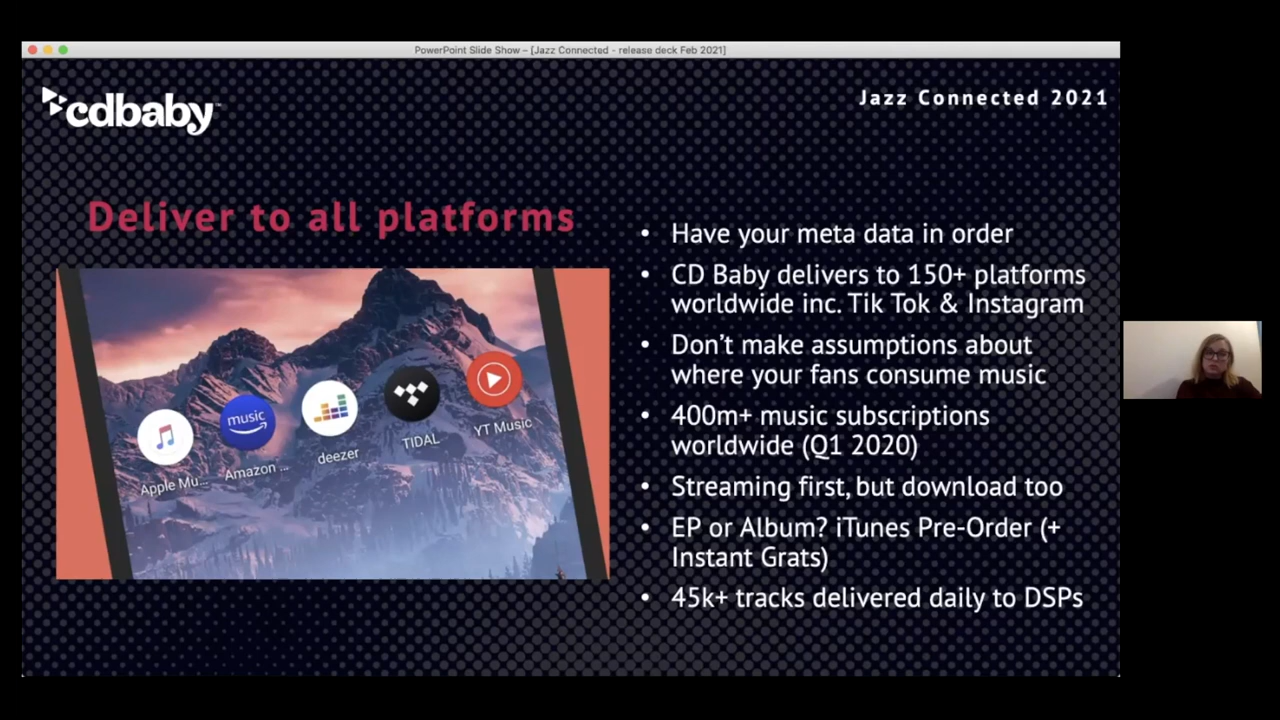 PowerPoint Slide Show – [Jazz Connected - release deck Feb 2021]
cdbaby
Jazz Connected 2021
Deliver to all platforms
Apple Mu...
music
Amazon ...
deezer
TIDAL
YT Music
• Have your meta data in order
• CD Baby delivers to 150+ platforms
worldwide inc. Tik Tok & Instagram
• Don’t make assumptions about
where your fans consume music
• 400m+ music subscriptions
worldwide (Q1 2020)
• Streaming first, but download too
• EP or Album? iTunes Pre-Order (+
Instant Grats)
• 45k+ tracks delivered daily to DSPs